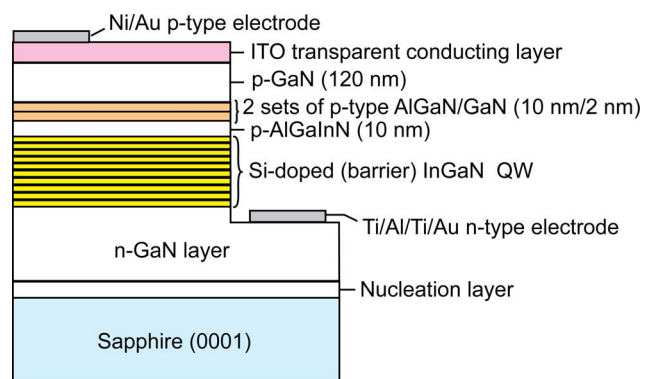 Ni/Au p-type electrode
ITO transparent conducting layer
p-GaN (120 nm)
2 sets of p-type AlGaN/GaN (10 nm/2 nm)
p-AlGaInN (10 nm)
Si-doped (barrier) InGaN QW
Ti/Al/Ti/Au n-type electrode
n-GaN layer
Nucleation layer
Sapphire (0001)